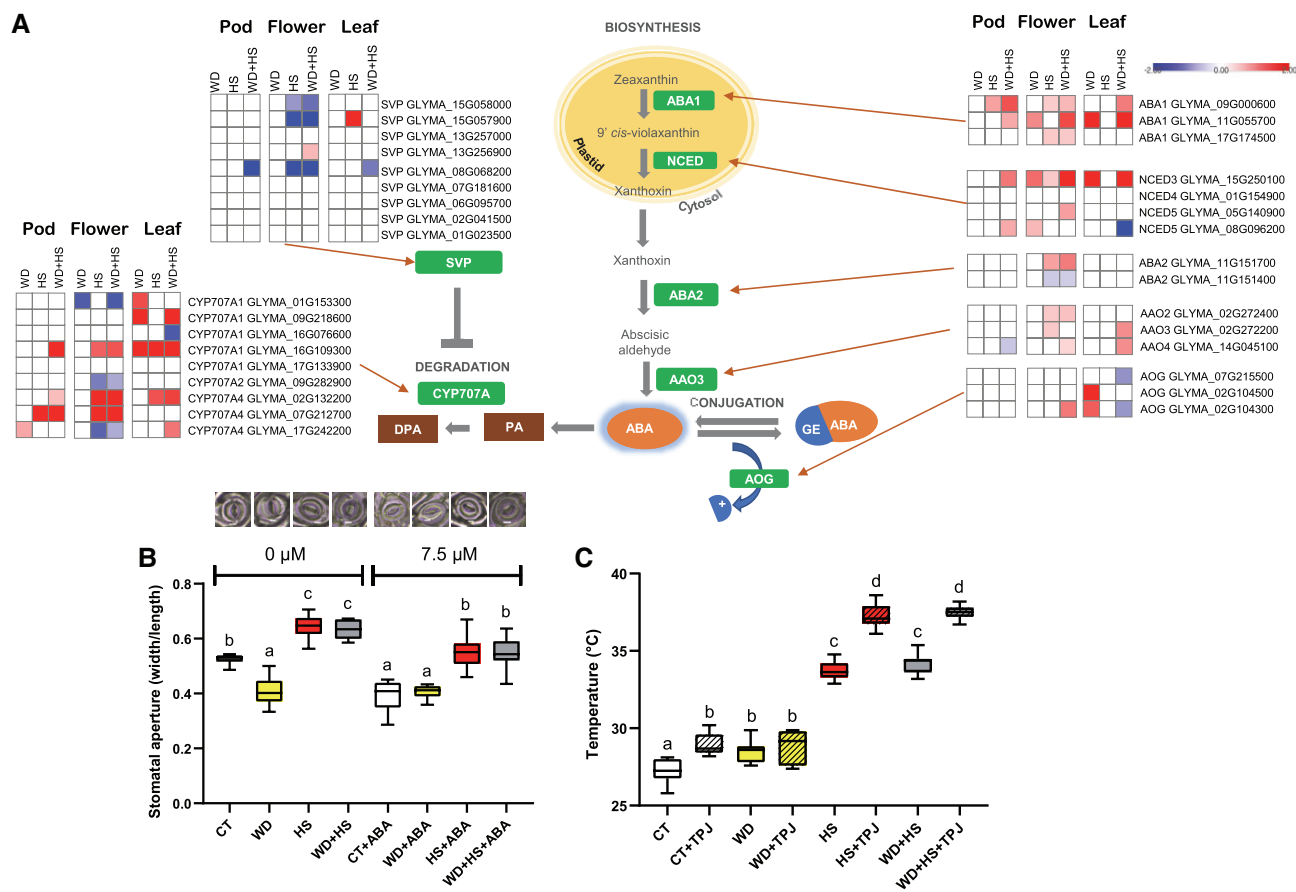 A
Pod Flower Leaf
WD HS WD+HS WD HS WD+HS WD HS WD+HS
SVP GLYMA_15G058000
SVP GLYMA_15G057900
SVP GLYMA_13G257000
SVP GLYMA_13G256900
SVP GLYMA_08G068200
SVP GLYMA_07G181600
SVP GLYMA_06G095700
SVP GLYMA_02G041500
SVP GLYMA_01G023500
Pod Flower Leaf
WD HS WD+HS WD HS WD+HS WD HS WD+HS
CYP707A1 GLYMA_01G153300
CYP707A1 GLYMA_09G218600
CYP707A1 GLYMA_16G076600
CYP707A1 GLYMA_16G109300
CYP707A1 GLYMA_17G133900
CYP707A2 GLYMA_09G282900
CYP707A4 GLYMA_02G132200
CYP707A4 GLYMA_07G212700
CYP707A4 GLYMA_17G242200
BIOSYNTHESIS
Zeaxanthin
ABA1
9' cis-violaxanthin
Plastid
NCED
Xanthoxin
Cytosol
Xanthoxin
ABA2
Abscisic
aldehyde
AAO3
SVP
DEGRADATION
CYP707A
DPA
PA
ABA
CONJUGATION
GE ABA
AOG
+
Pod Flower Leaf
WD HS WD+HS WD HS WD+HS WD HS WD+HS
-2.00 0.00 2.00
ABA1 GLYMA_09G000600
ABA1 GLYMA_11G055700
ABA1 GLYMA_17G174500
NCED3 GLYMA_15G250100
NCED4 GLYMA_01G154900
NCED5 GLYMA_05G140900
NCED5 GLYMA_08G096200
ABA2 GLYMA_11G151700
ABA2 GLYMA_11G151400
AAO2 GLYMA_02G272400
AAO3 GLYMA_02G272200
AAO4 GLYMA_14G045100
AOG GLYMA_07G215500
AOG GLYMA_02G104500
AOG GLYMA_02G104300
B
0 µM 7.5 µM
Stomatal aperture (width/length)
0.8
0.6
0.4
0.2
0.0
b a c c a a b b
CT WD HS WD+HS CT+ABA WD+ABA HS+ABA WD+HS+ABA
C
Temperature (°C)
40
35
30
25
a b b b c d c d
CT CT+TPJ WD WD+TPJ HS HS+TPJ WD+HS WD+HS+TPJ